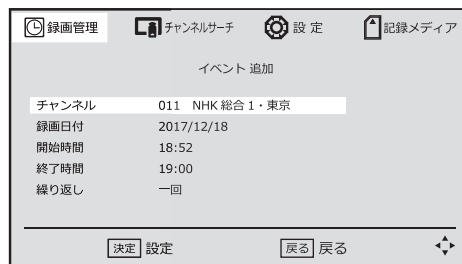 録画管理 チャンネルサーチ 設 定 記録メディア
イベント 追加
チャンネル 011 NHK 総合 1・東京
録画日付 2017/12/18
開始時間 18:52
終了時間 19:00
繰り返し 一回
決定 設定 戻る 戻る